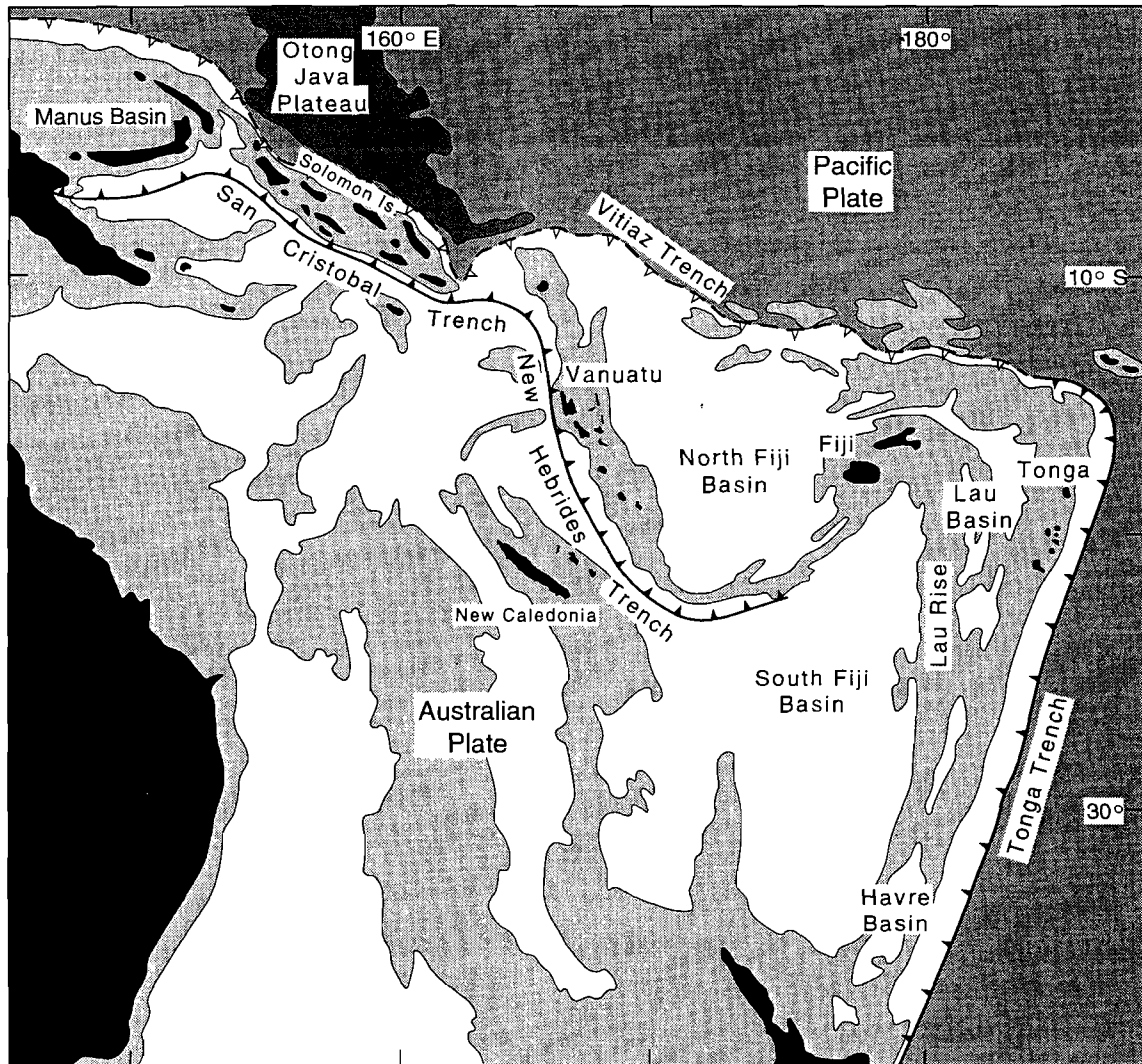 160° E
180°
Otong
Java
Plateau
Manus Basin
Solomon Is.
Pacific
Plate
San
Cristobal
Trench
Vitiaz Trench
10° S
New
Hebrides
Trench
Vanuatu
North Fiji
Basin
Fiji
Tonga
Lau
Basin
New Caledonia
Lau Rise
South Fiji
Basin
Australian
Plate
Tonga Trench
30°
Havre
Basin